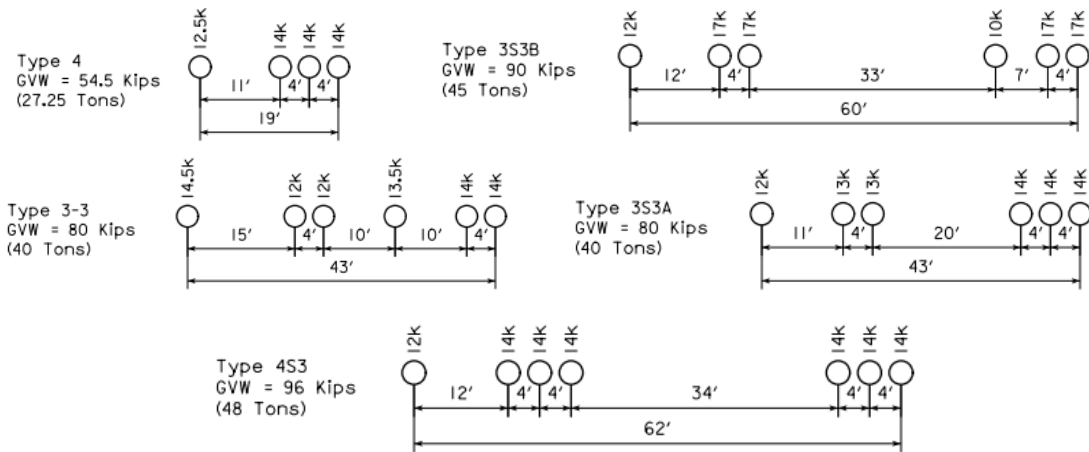 12.5k 14k 14k 14k
Type 4
GVW = 54.5 Kips
(27.25 Tons)
11' 4' 4'
19'
12k 17k 17k 10k 17k 17k
Type 3S3B
GVW = 90 Kips
(45 Tons)
12' 4' 33' 7' 4'
60'
14.5k 12k 12k 13.5k 14k 14k
Type 3-3
GVW = 80 Kips
(40 Tons)
15' 4' 10' 10' 4'
43'
12k 13k 13k 14k 14k 14k
Type 3S3A
GVW = 80 Kips
(40 Tons)
11' 4' 20' 4' 4'
43'
12k 14k 14k 14k 14k 14k 14k
Type 4S3
GVW = 96 Kips
(48 Tons)
12' 4' 4' 34' 4' 4'
62'